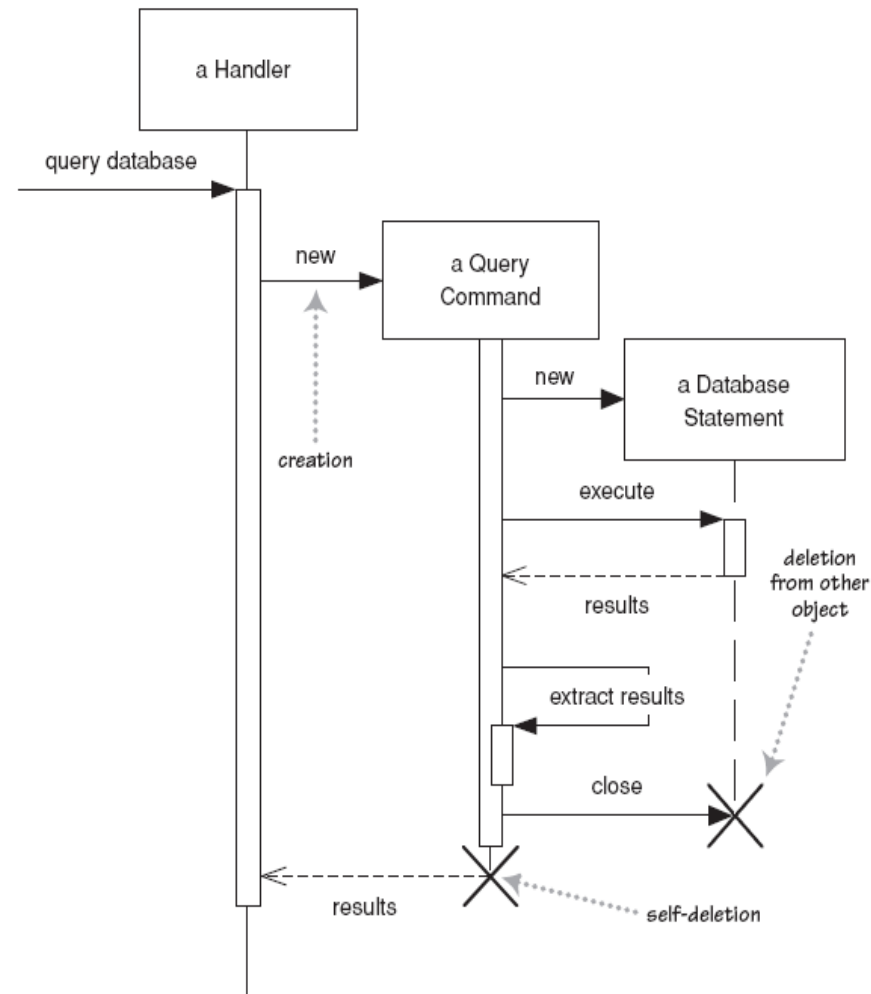 a Handler
query database
new
a Query
Command
new
a Database
Statement
creation
execute
deletion
from other
object
results
extract results
close
results
self-deletion